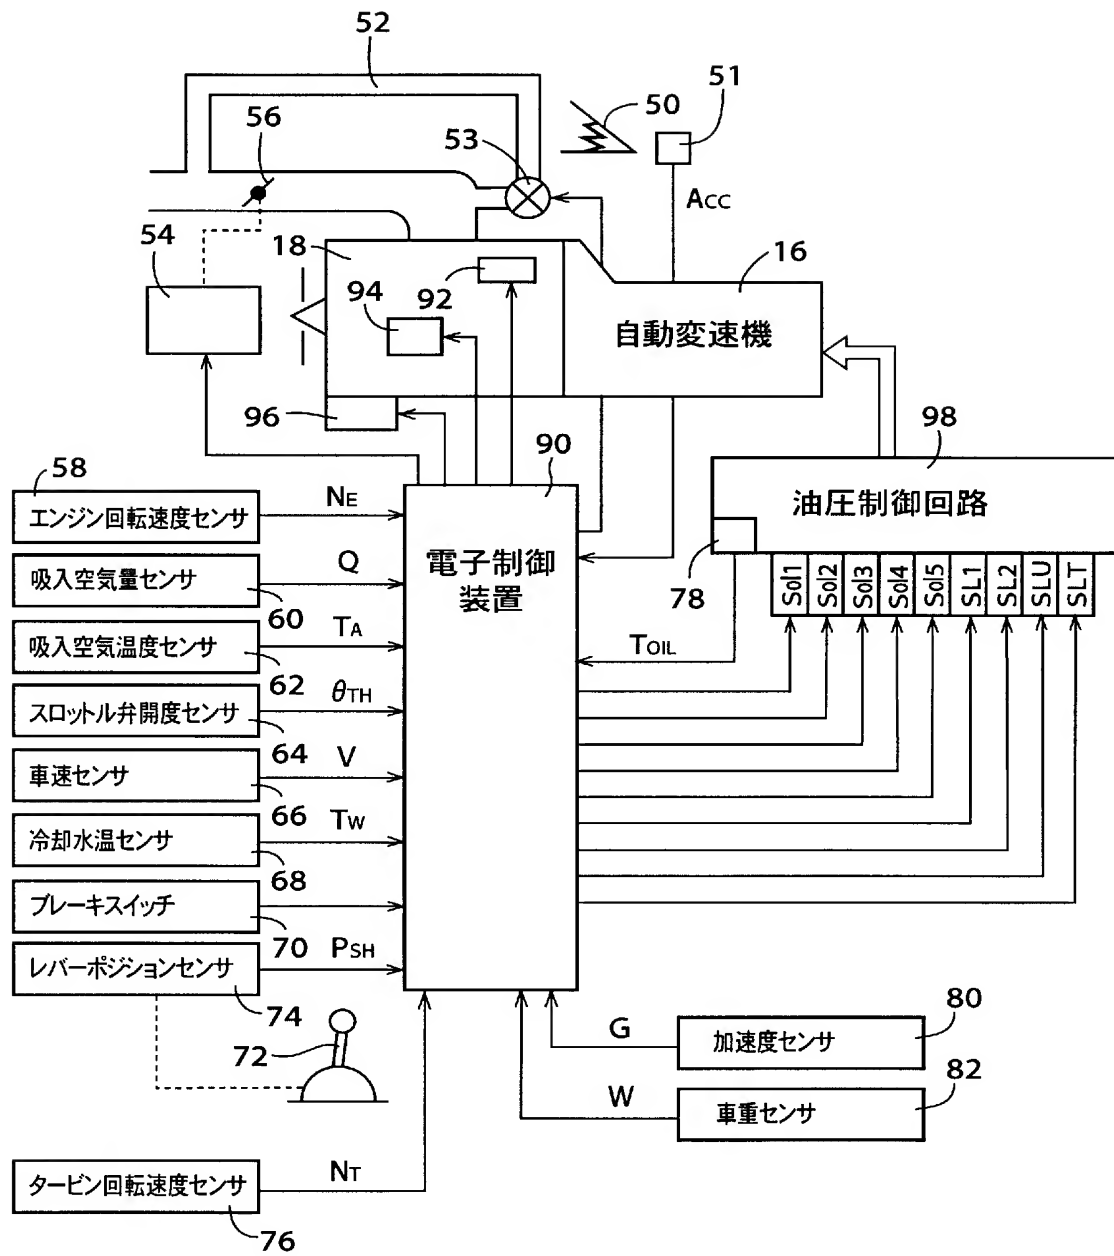 52
50
51
56
53
Acc
54
18
92
94
16
自動変速機
96
90
98
油圧制御回路
78
58
エンジン回転速度センサ
NE
吸入空気量センサ
Q
60
吸入空気温度センサ
TA
62
スロットル弁開度センサ
θTH
64
車速センサ
V
66
冷却水温センサ
TW
68
ブレーキスイッチ
70
レバーポジションセンサ
PSH
74
72
電子制御
装置
TOIL
Sol1
Sol2
Sol3
Sol4
Sol5
SL1
SL2
SLU
SLT
G
加速度センサ
80
W
車重センサ
82
タービン回転速度センサ
NT
76